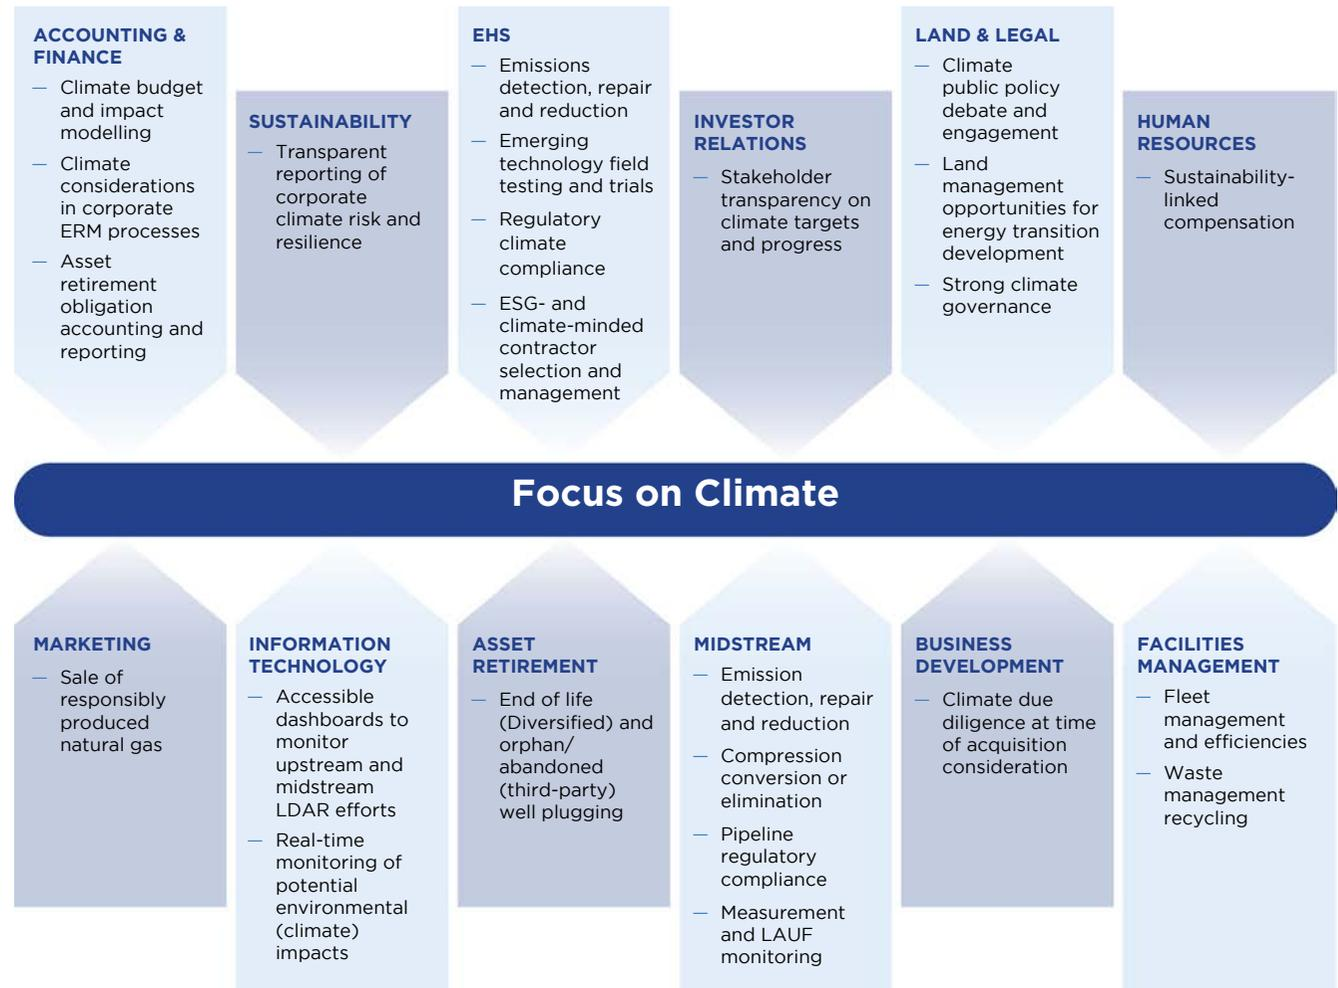 ACCOUNTING &
FINANCE
— Climate budget
and impact
modelling
— Climate
considerations
in corporate
ERM processes
— Asset
retirement
obligation
accounting and
reporting
SUSTAINABILITY
— Transparent
reporting of
corporate
climate risk and
resilience
EHS
— Emissions
detection, repair
and reduction
— Emerging
technology field
testing and trials
— Regulatory
climate
compliance
— ESG- and
climate-minded
contractor
selection and
management
INVESTOR
RELATIONS
— Stakeholder
transparency on
climate targets
and progress
LAND & LEGAL
— Climate
public policy
debate and
engagement
— Land
management
opportunities for
energy transition
development
— Strong climate
governance
HUMAN
RESOURCES
— Sustainability-
linked
compensation
Focus on Climate
MARKETING
— Sale of
responsibly
produced
natural gas
INFORMATION
TECHNOLOGY
— Accessible
dashboards to
monitor
upstream and
midstream
LDAR efforts
— Real-time
monitoring of
potential
environmental
(climate)
impacts
ASSET
RETIREMENT
— End of life
(Diversified) and
orphan/
abandoned
(third-party)
well plugging
MIDSTREAM
— Emission
detection, repair
and reduction
— Compression
conversion or
elimination
— Pipeline
regulatory
compliance
— Measurement
and LAUF
monitoring
BUSINESS
DEVELOPMENT
— Climate due
diligence at time
of acquisition
consideration
FACILITIES
MANAGEMENT
— Fleet
management
and efficiencies
— Waste
management
recycling